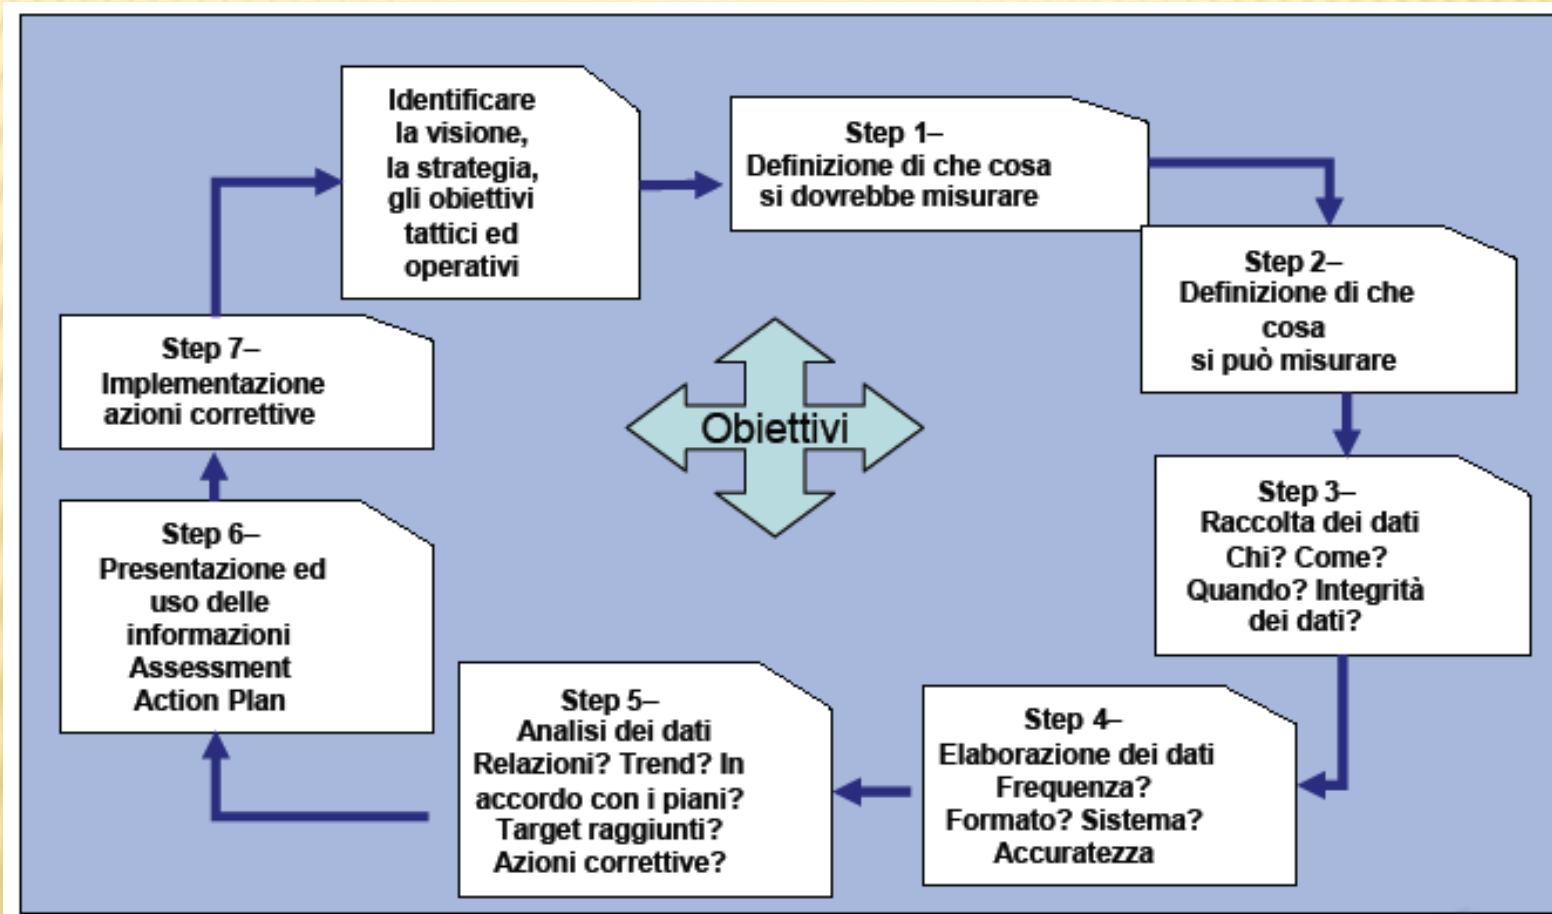 Identificare
la visione,
la strategia,
gli obiettivi
tattici ed
operativi
Step 1–
Definizione di che cosa
si dovrebbe misurare
Step 2–
Definizione di che
cosa
si può misurare
Step 3–
Raccolta dei dati
Chi? Come?
Quando? Integrità
dei dati?
Step 4–
Elaborazione dei dati
Frequenza?
Formato? Sistema?
Accuratezza
Step 5–
Analisi dei dati
Relazioni? Trend? In
accordo con i piani?
Target raggiunti?
Azioni correttive?
Step 6–
Presentazione ed
uso delle
informazioni
Assessment
Action Plan
Step 7–
Implementazione
azioni correttive
Obiettivi